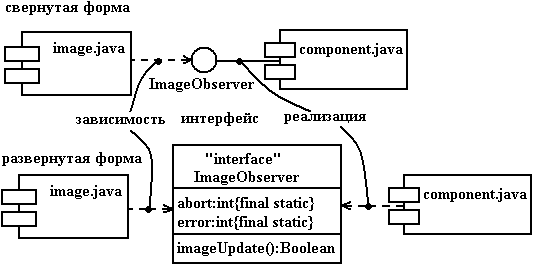 свернутая форма
image.java
component.java
ImageObserver
зависимость интерфейс реализация
развернутая форма
"interface"
ImageObserver
image.java
component.java
abort:int{final static}
error:int{final static}
imageUpdate():Boolean